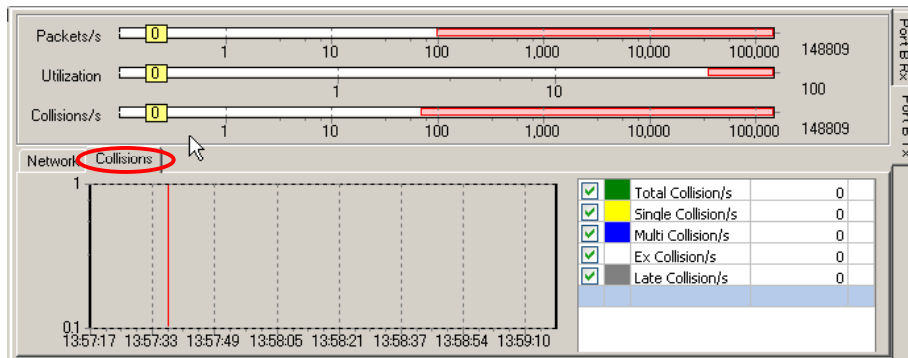 Packets/s 0 148809
1 10 100 1,000 10,000 100,000
Utilization 0 100
1 10
Collisions/s 0 148809
1 10 100 1,000 10,000 100,000
Port B Rx
Port B Tx
Network Collisions
1
0.1
13:57:17 13:57:33 13:57:49 13:58:05 13:58:21 13:58:37 13:58:54 13:59:10
Total Collision/s 0
Single Collision/s 0
Multi Collision/s 0
Ex Collision/s 0
Late Collision/s 0